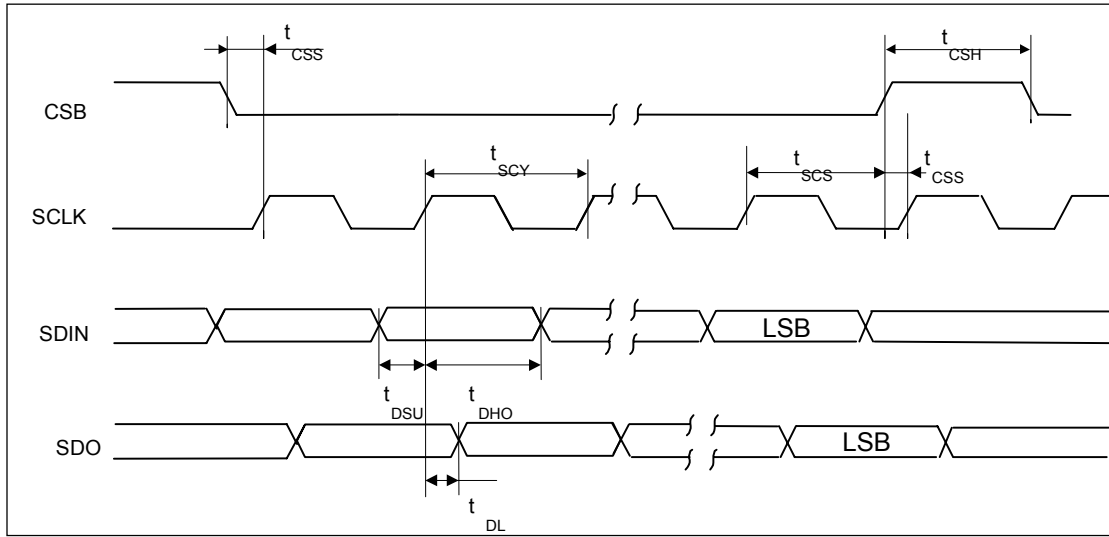 t CSS
t CSH
CSB
t SCY
t SCS
t CSS
SCLK
SDIN
LSB
t DSU
t DHO
SDO
LSB
t DL